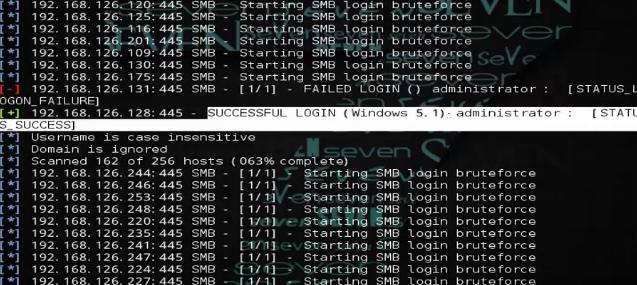 [*] 192.168.126.120:445 SMB - Starting SMB login bruteforce
[*] 192.168.126.125:445 SMB - Starting SMB login bruteforce
[*] 192.168.126.116:445 SMB - Starting SMB login bruteforce
[*] 192.168.126.201:445 SMB - Starting SMB login bruteforce
[*] 192.168.126.109:445 SMB - Starting SMB login bruteforce
[*] 192.168.126.130:445 SMB - Starting SMB login bruteforce
[*] 192.168.126.175:445 SMB - Starting SMB login bruteforce
[-] 192.168.126.131:445 SMB - [1/1] - FAILED LOGIN () administrator : [STATUS_L
OGON_FAILURE]
[+] 192.168.126.128:445 - SUCCESSFUL LOGIN (Windows 5.1) administrator : [STATU
S_SUCCESS]
[*] Username is case insensitive
[*] Domain is ignored
[*] Scanned 162 of 256 hosts (063% complete)
[*] 192.168.126.244:445 SMB - [1/1] - Starting SMB login bruteforce
[*] 192.168.126.246:445 SMB - [1/1] - Starting SMB login bruteforce
[*] 192.168.126.253:445 SMB - [1/1] - Starting SMB login bruteforce
[*] 192.168.126.248:445 SMB - [1/1] - Starting SMB login bruteforce
[*] 192.168.126.220:445 SMB - [1/1] - Starting SMB login bruteforce
[*] 192.168.126.235:445 SMB - [1/1] - Starting SMB login bruteforce
[*] 192.168.126.241:445 SMB - [1/1] - Starting SMB login bruteforce
[*] 192.168.126.247:445 SMB - [1/1] - Starting SMB login bruteforce
[*] 192.168.126.224:445 SMB - [1/1] - Starting SMB login bruteforce
[*] 192.168.126.227:445 SMB - [1/1] - Starting SMB login bruteforce